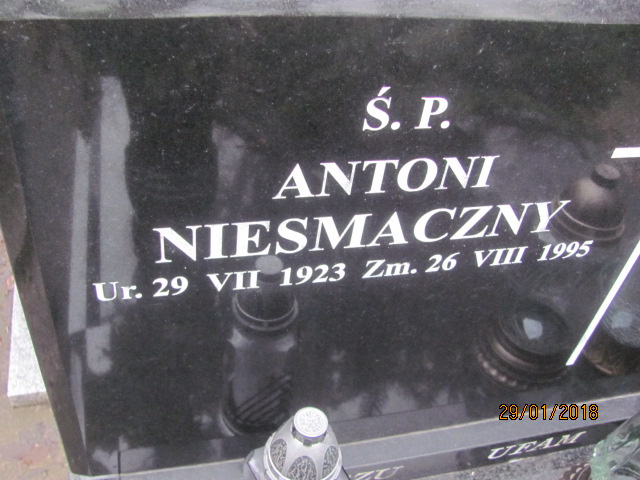 Ś. P.
ANTONI
NIESMACZNY
Ur. 29 VII 1923 Zm. 26 VIII 1995
29/01/2018
UFAM